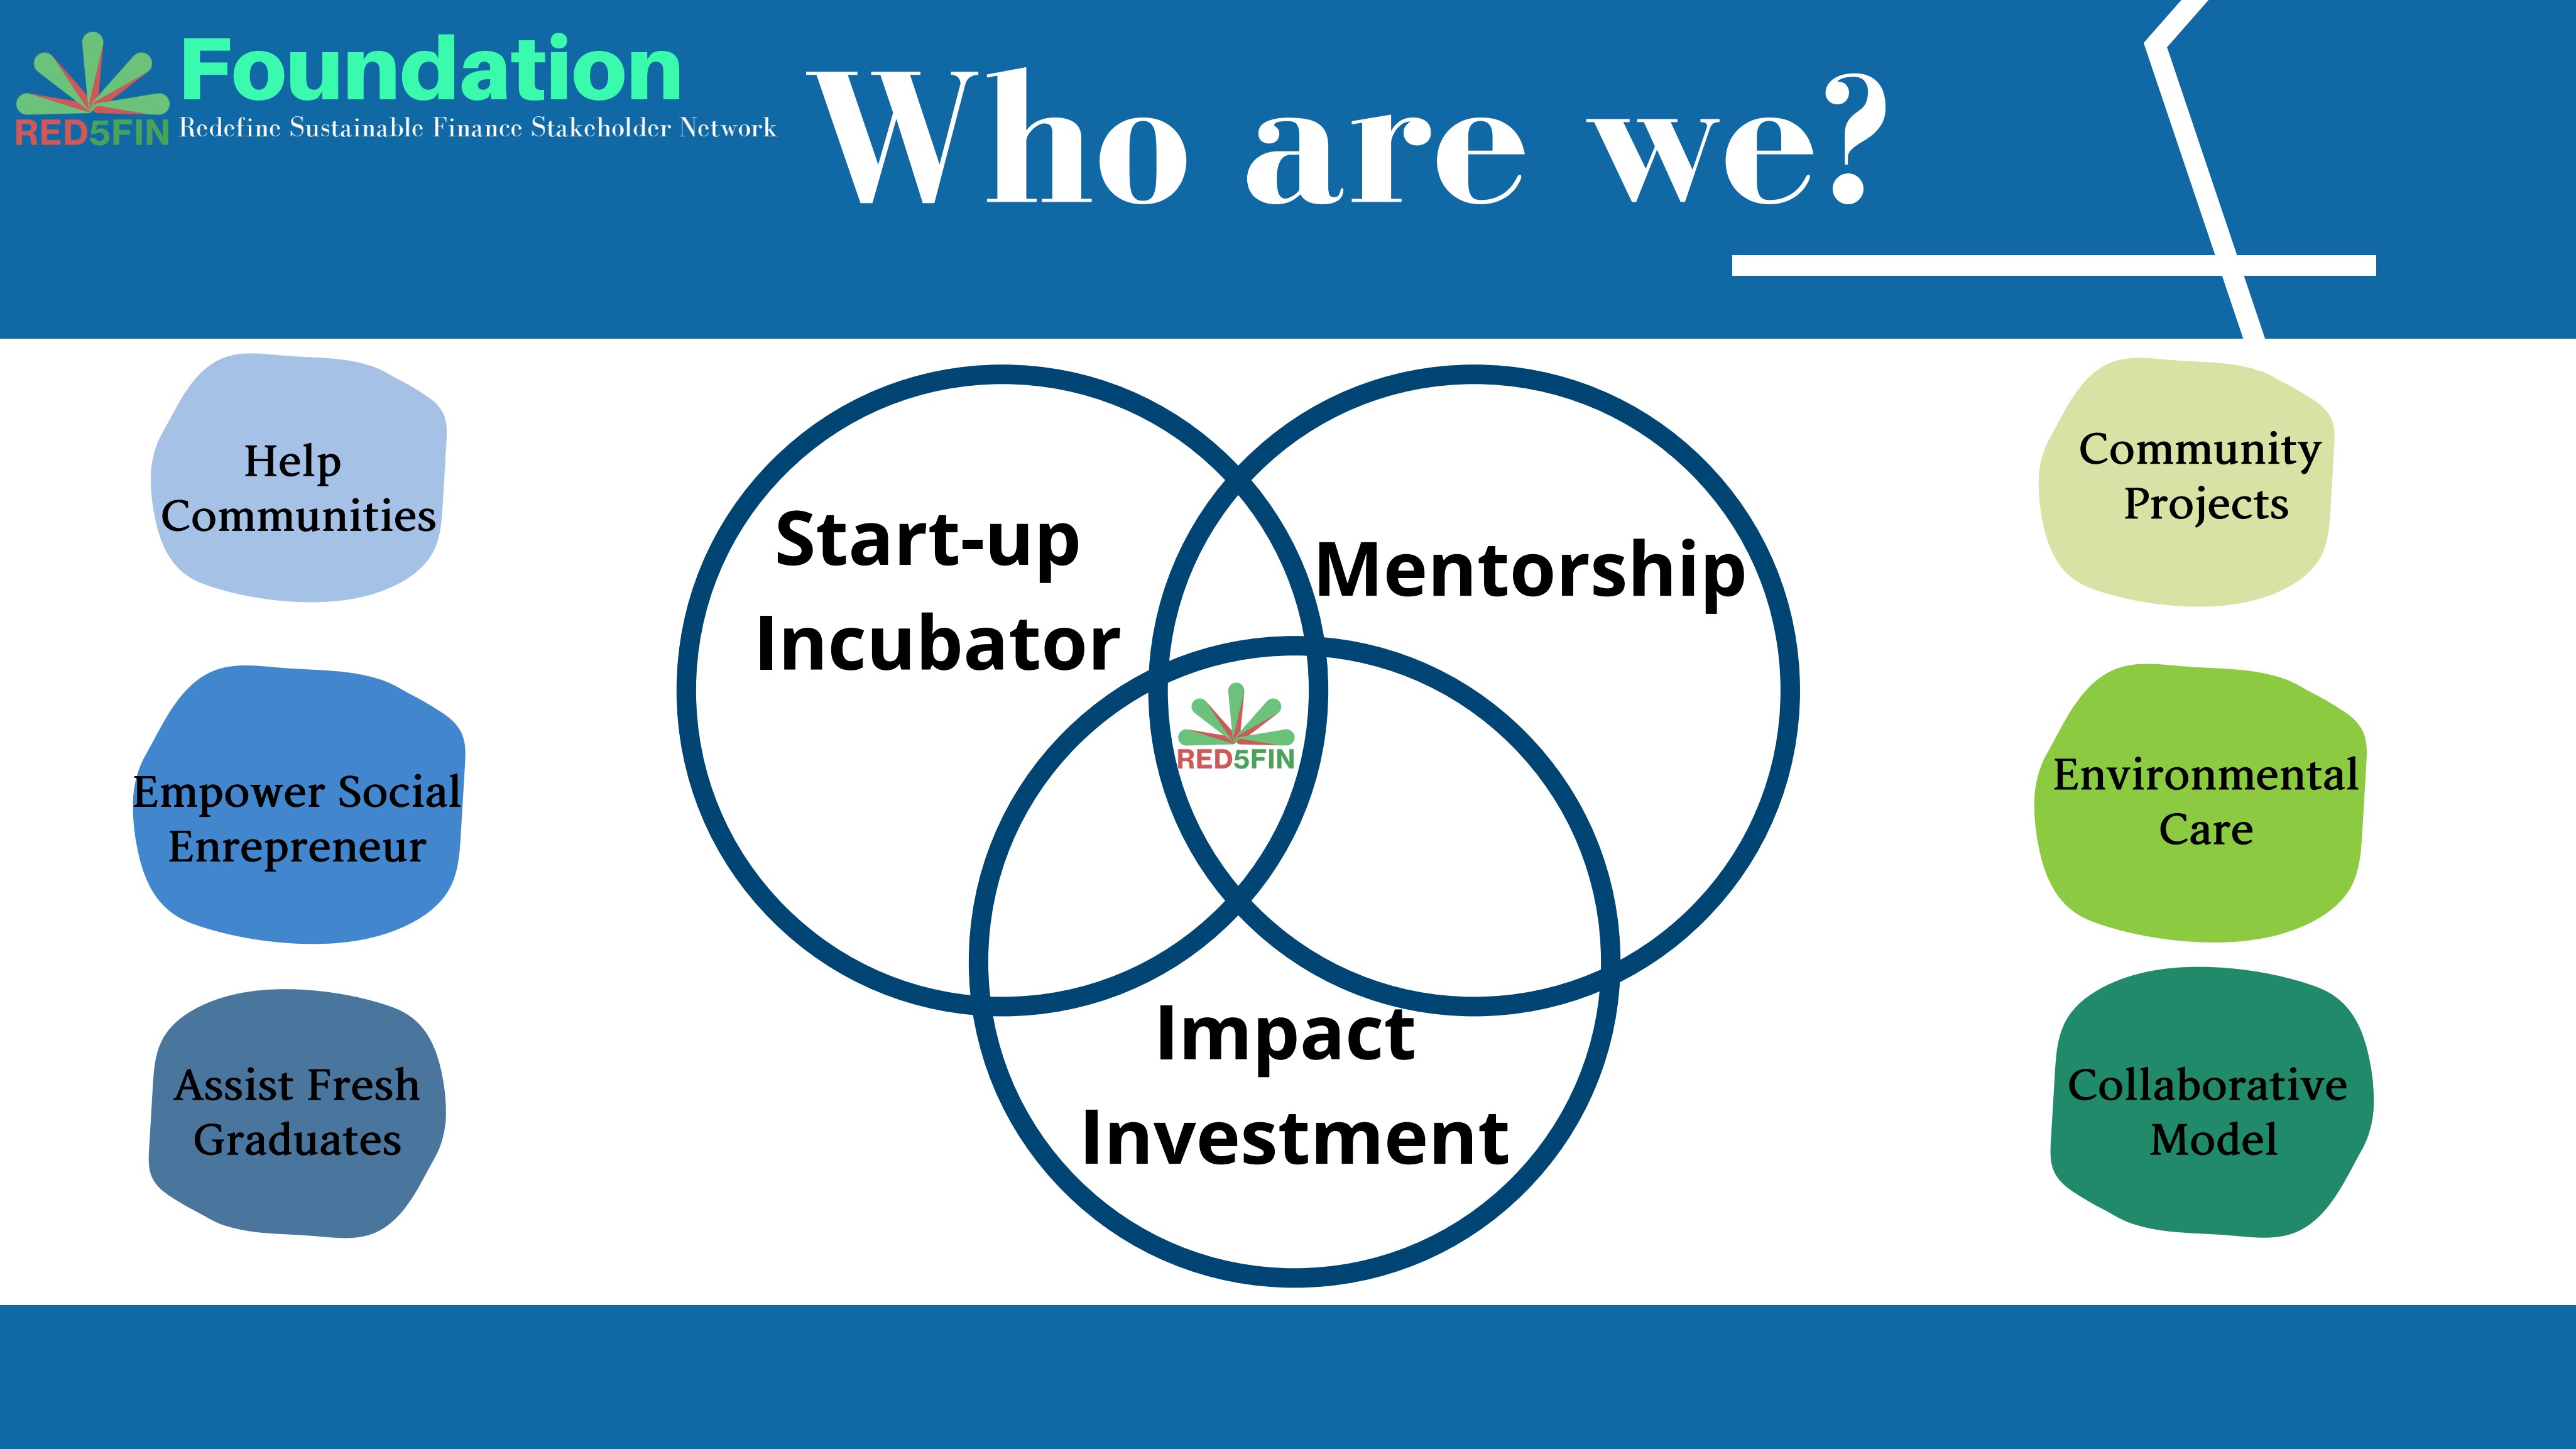 Foundation
RED5FIN
Redefine Sustainable Finance Stakeholder Network
Who are we?
Help
Communities
Empower Social
Enrepreneur
Assist Fresh
Graduates
Start-up
Incubator
Mentorship
RED5FIN
Impact
Investment
Community
Projects
Environmental
Care
Collaborative
Model